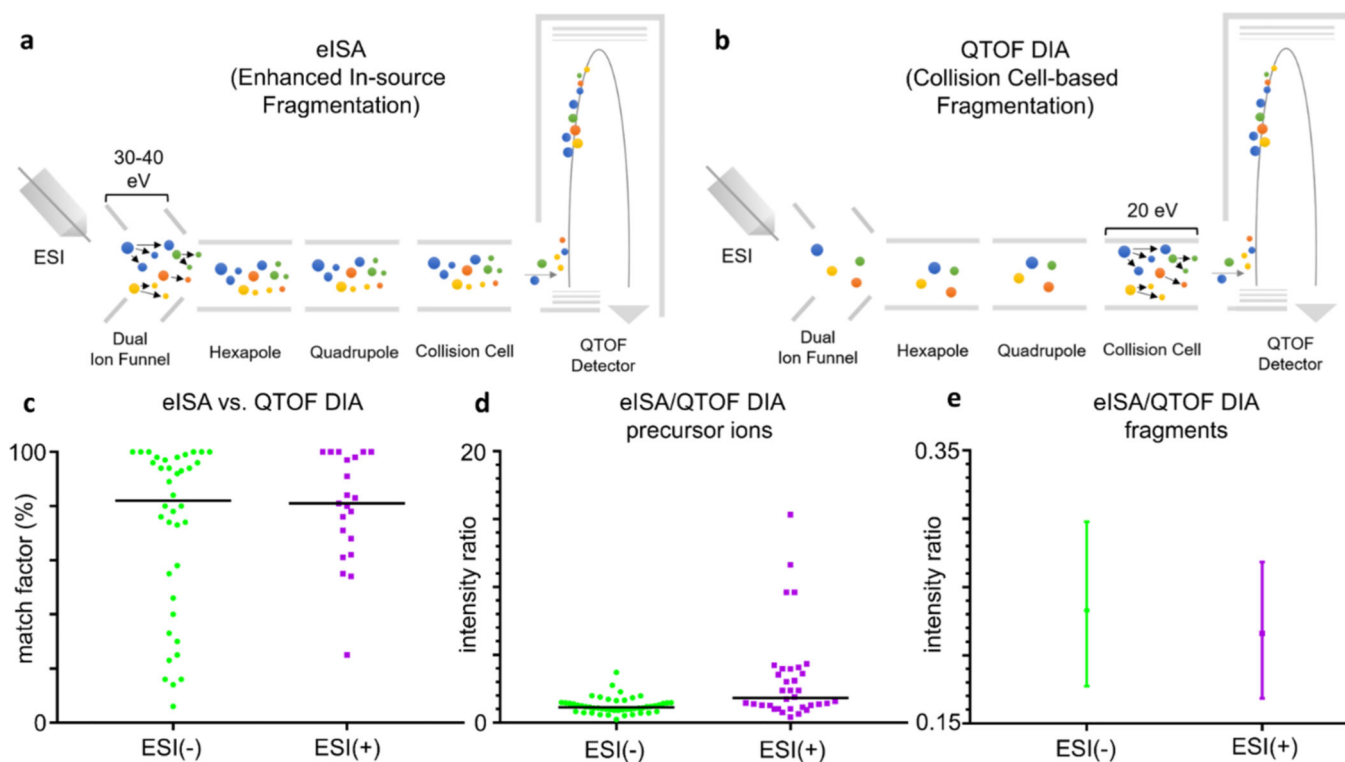 a
eISA
(Enhanced In-source
Fragmentation)
30-40
eV
ESI
Dual
Ion Funnel
Hexapole
Quadrupole
Collision Cell
QTOF
Detector
b
QTOF DIA
(Collision Cell-based
Fragmentation)
20 eV
ESI
Dual
Ion Funnel
Hexapole
Quadrupole
Collision Cell
QTOF
Detector
c
eISA vs. QTOF DIA
match factor (%)
100
0
ESI(-)
ESI(+)
d
eISA/QTOF DIA
precursor ions
intensity ratio
20
0
ESI(-)
ESI(+)
e
eISA/QTOF DIA
fragments
intensity ratio
0.35
0.15
ESI(-)
ESI(+)